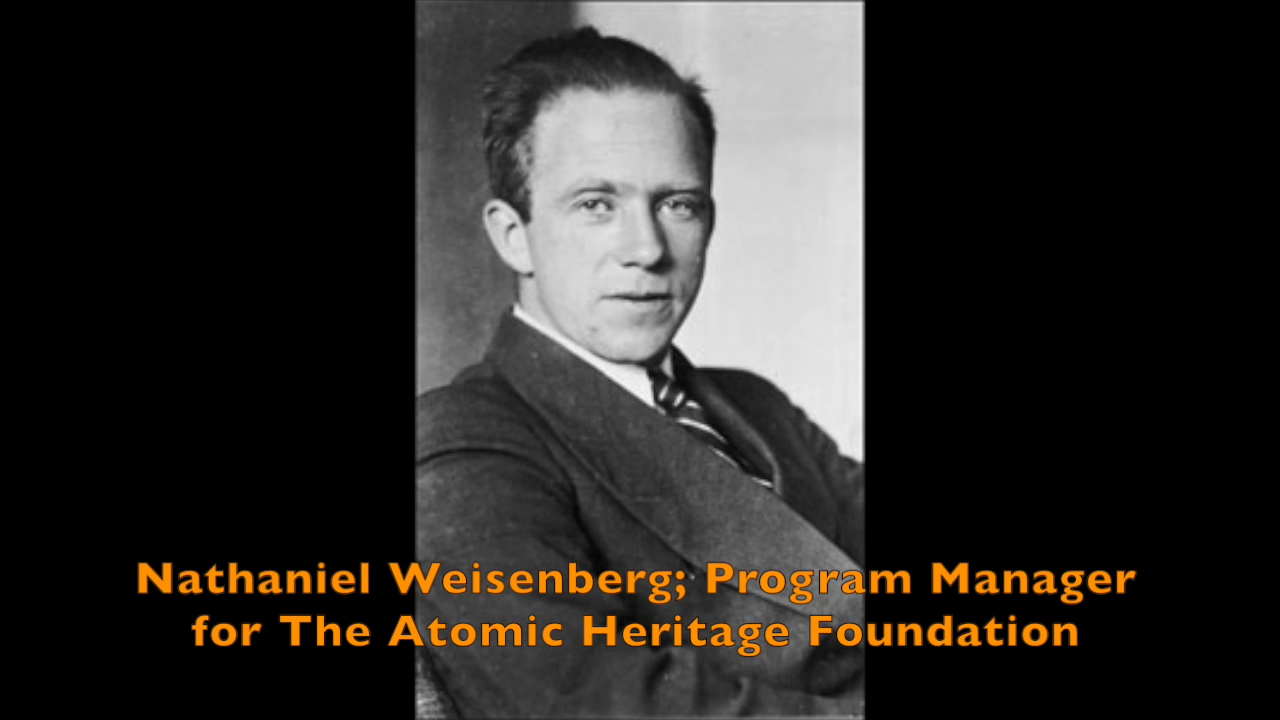 Nathaniel Weisenberg; Program Manager
for The Atomic Heritage Foundation